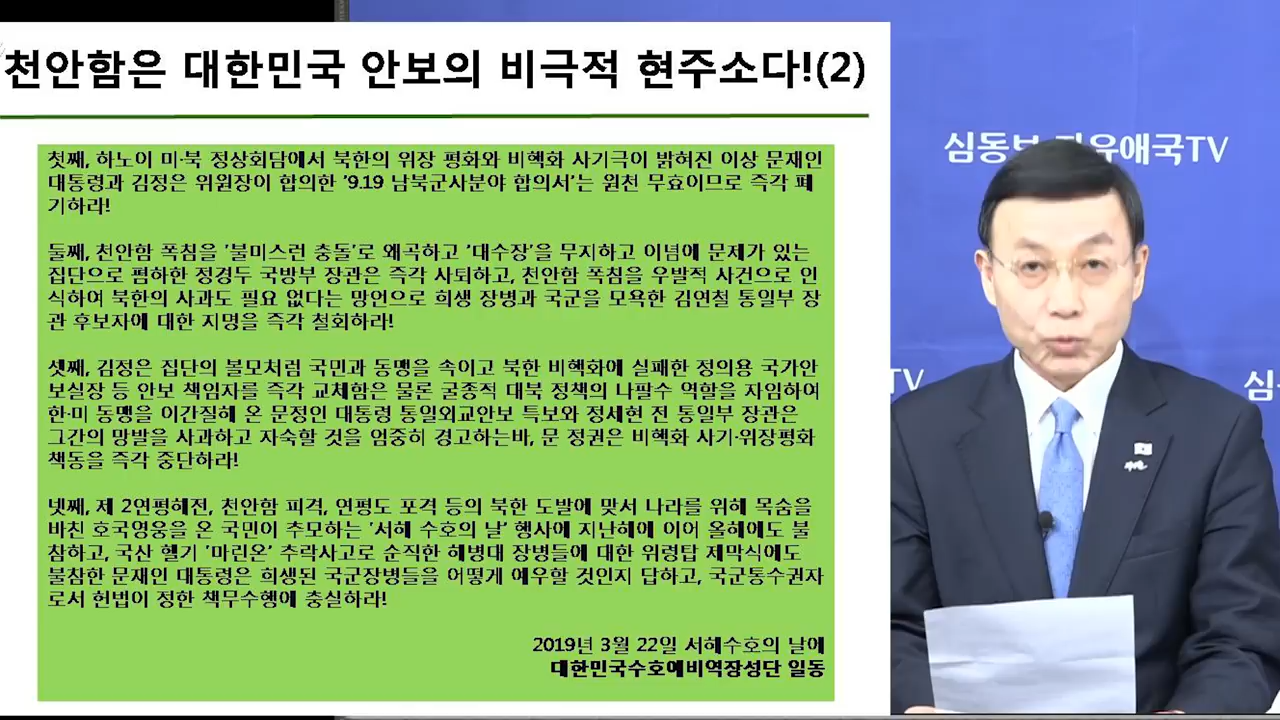 천안함은 대한민국 안보의 비극적 현주소다!(2)
첫째, 하노이 미·북 정상회담에서 북한의 위장 평화와 비핵화 사기극이 밝혀진 이상 문재인
대통령과 김정은 위원장이 합의한 '9.19 남북군사분야 합의서'는 원천 무효이므로 즉각 폐
기하라!
둘째, 천안함 폭침을 '불미스런 충돌'로 왜곡하고 '대수장'을 무지하고 이념에 문제가 있는
집단으로 폄하한 정경두 국방부 장관은 즉각 사퇴하고, 천안함 폭침을 우발적 사건으로 인
식하여 북한의 사과도 필요 없다는 망언으로 희생 장병과 국군을 모욕한 김연철 통일부 장
관 후보자에 대한 지명을 즉각 철회하라!
셋째, 김정은 집단의 볼모처럼 국민과 동맹을 속이고 북한 비핵화에 실패한 정의용 국가안
보실장 등 안보 책임자를 즉각 교체함은 물론 굴종적 대북 정책의 나팔수 역할을 자임하여
한·미 동맹을 이간질해 온 문정인 대통령 통일외교안보 특보와 정세현 전 통일부 장관은
그간의 망발을 사과하고 자숙할 것을 엄중히 경고하는바, 문 정권은 비핵화 사기·위장평화
책동을 즉각 중단하라!
넷째, 제 2연평해전, 천안함 피격, 연평도 포격 등의 북한 도발에 맞서 나라를 위해 목숨을
바친 호국영웅을 온 국민이 추모하는 '서해 수호의 날' 행사에 지난해에 이어 올해에도 불
참하고, 국산 헬기 '마린온' 추락사고로 순직한 해병대 장병들에 대한 위령탑 제막식에도
불참한 문재인 대통령은 희생된 국군장병들을 어떻게 예우할 것인지 답하고, 국군통수권자
로서 헌법이 정한 책무수행에 충실하라!
2019년 3월 22일 서해수호의 날에
대한민국수호예비역장성단 일동
심동보 자유애국TV
TV
심